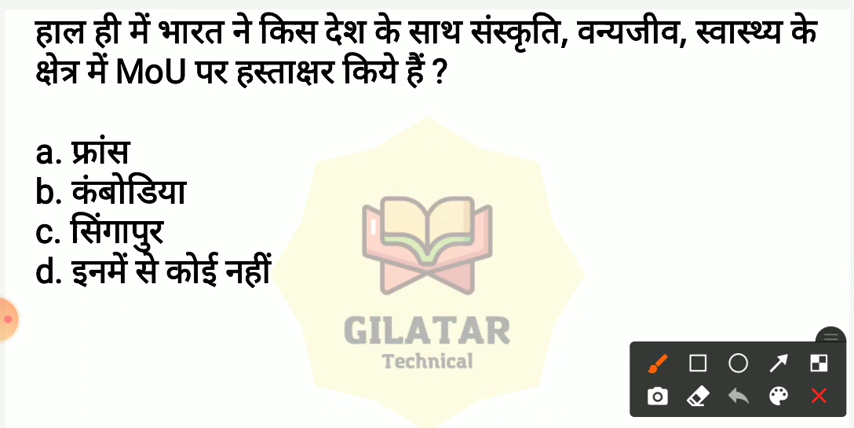 हाल ही में भारत ने किस देश के साथ संस्कृति, वन्यजीव, स्वास्थ्य के
क्षेत्र में MoU पर हस्ताक्षर किये हैं ?
a. फ्रांस
b. कंबोडिया
c. सिंगापुर
d. इनमें से कोई नहीं
GILATAR
Technical